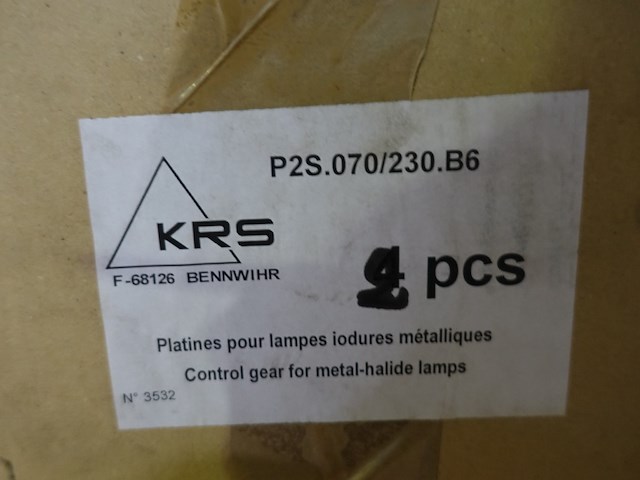 P2S.070/230.B6
KRS
F-68126 BENNWIHR
pcs
Platines pour lampes iodures métalliques
Control gear for metal-halide lamps
N° 3532